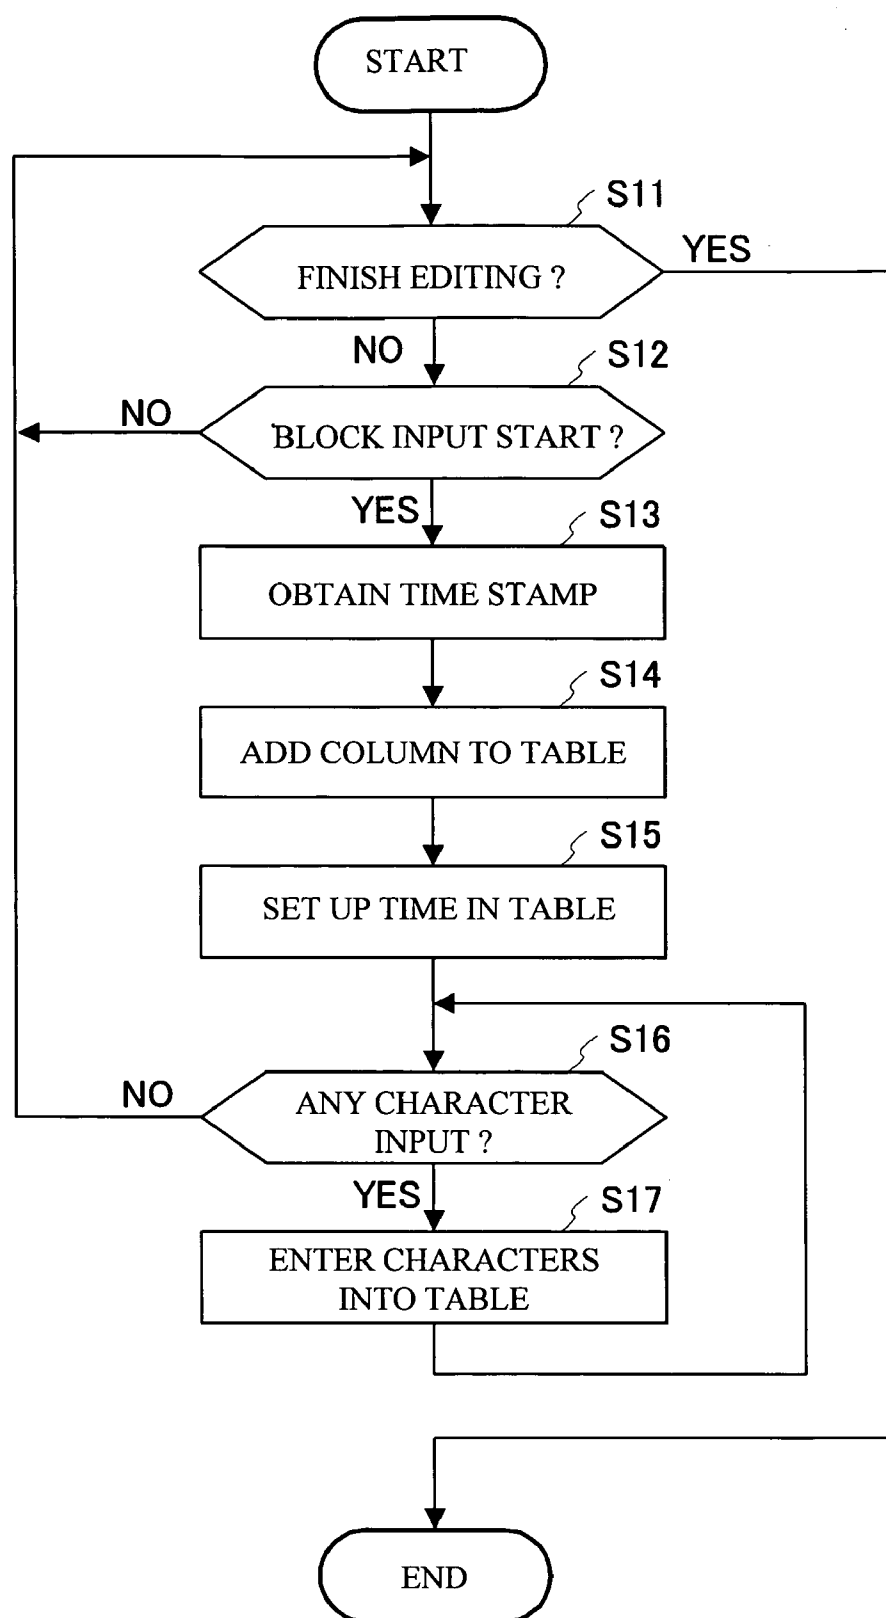 START
S11
YES
FINISH EDITING ?
NO
S12
NO
BLOCK INPUT START ?
YES
S13
OBTAIN TIME STAMP
S14
ADD COLUMN TO TABLE
S15
SET UP TIME IN TABLE
S16
NO
ANY CHARACTER
INPUT ?
YES
S17
ENTER CHARACTERS
INTO TABLE
END